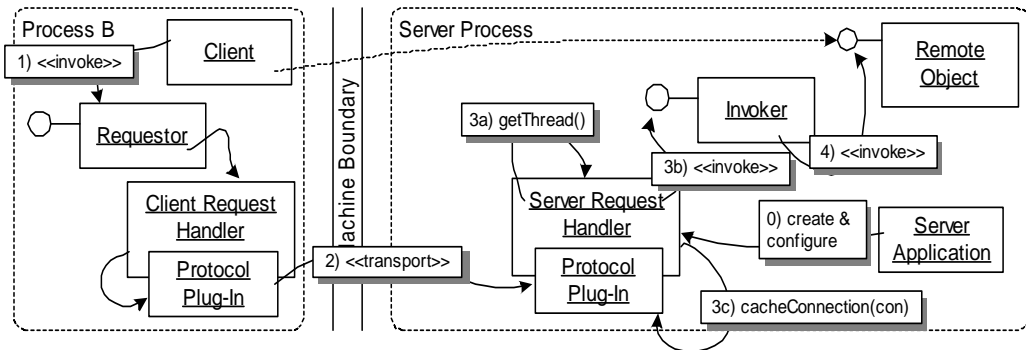 Process B
Client
1) <<invoke>>
Requestor
Client Request
Handler
Protocol
Plug-In
2) <<transport>>
achine Boundary
Server Process
Remote
Object
Invoker
3a) getThread()
3b) <<invoke>>
4) <<invoke>>
Server Request
Handler
Protocol
Plug-In
0) create &
configure
Server
Application
3c) cacheConnection(con)